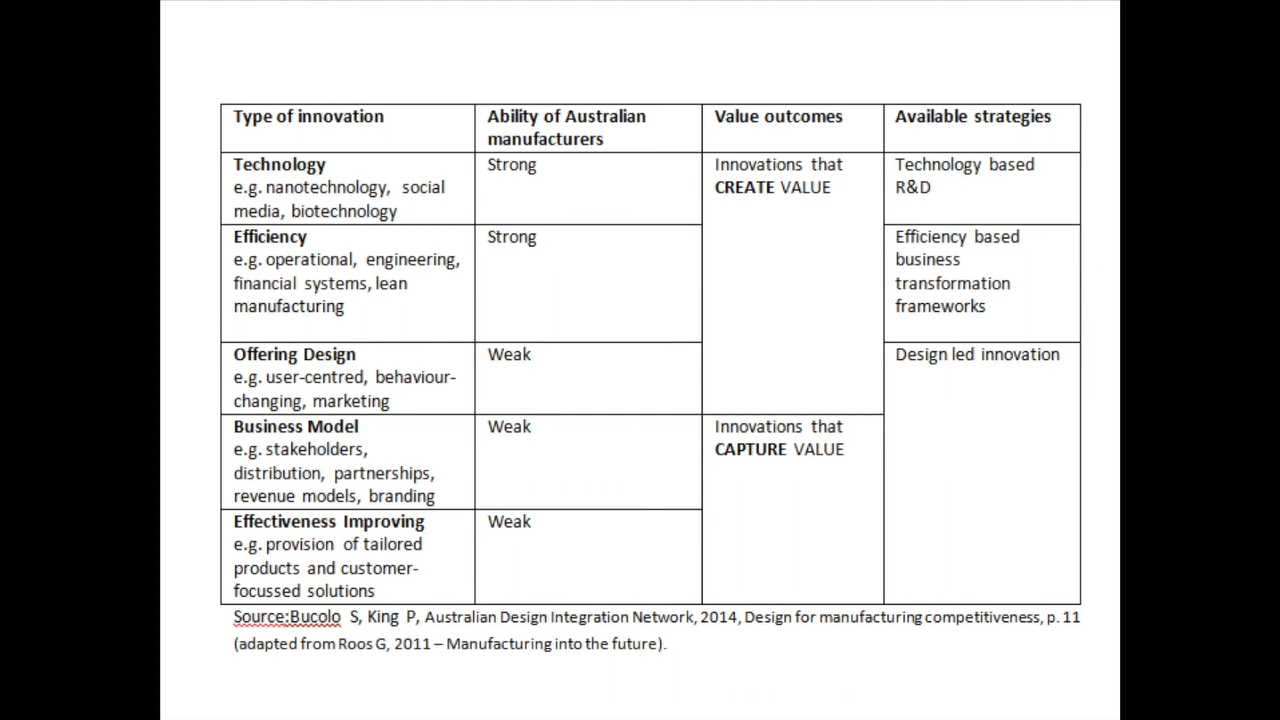 Type of innovation
Ability of Australian
manufacturers
Value outcomes
Available strategies
Technology
e.g. nanotechnology, social
media, biotechnology
Strong
Innovations that
CREATE VALUE
Technology based
R&D
Efficiency
e.g. operational, engineering,
financial systems, lean
manufacturing
Strong
Efficiency based
business
transformation
frameworks
Offering Design
e.g. user-centred, behaviour-
changing, marketing
Weak
Design led innovation
Business Model
e.g. stakeholders,
distribution, partnerships,
revenue models, branding
Weak
Innovations that
CAPTURE VALUE
Effectiveness Improving
e.g. provision of tailored
products and customer-
focussed solutions
Weak
Source:Bucolo S, King P, Australian Design Integration Network, 2014, Design for manufacturing competitiveness, p. 11
(adapted from Roos G, 2011 – Manufacturing into the future).